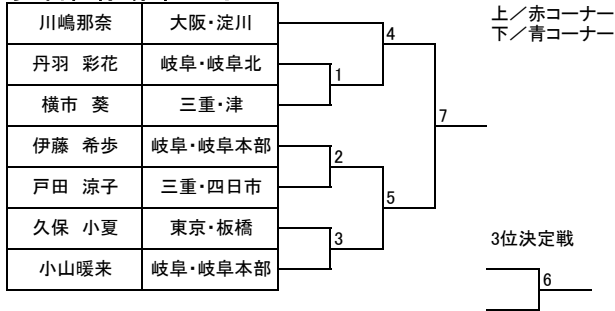 川嶋那奈 大阪・淀川
丹羽 彩花 岐阜・岐阜北
横市 葵 三重・津
伊藤 希歩 岐阜・岐阜本部
戸田 涼子 三重・四日市
久保 小夏 東京・板橋
小山暖来 岐阜・岐阜本部
4
1
7
2
5
3
上／赤コーナー
下／青コーナー
3位決定戦
6